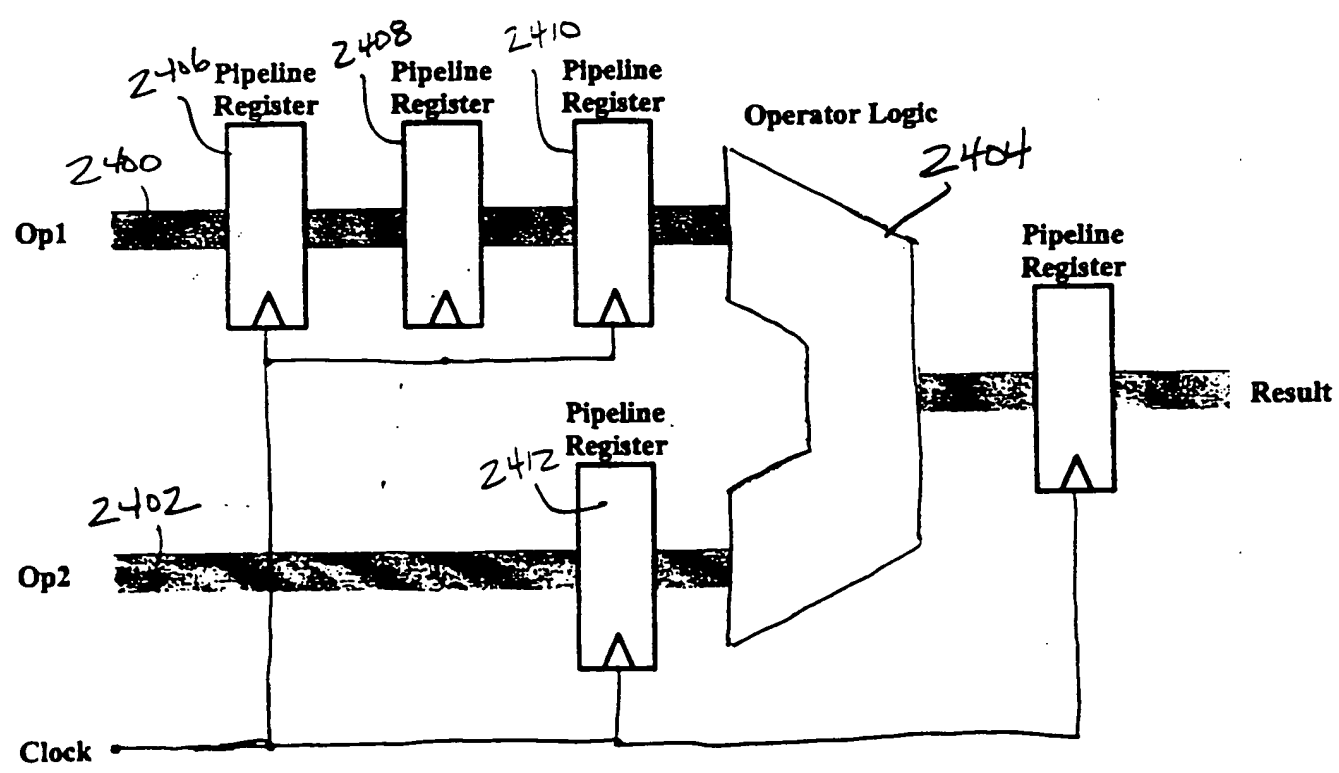 2406
Pipeline
Register
2408
Pipeline
Register
2410
Pipeline
Register
Operator Logic
2404
2400
Op1
Pipeline
Register
Result
Pipeline
Register
2412
2402
Op2
Clock